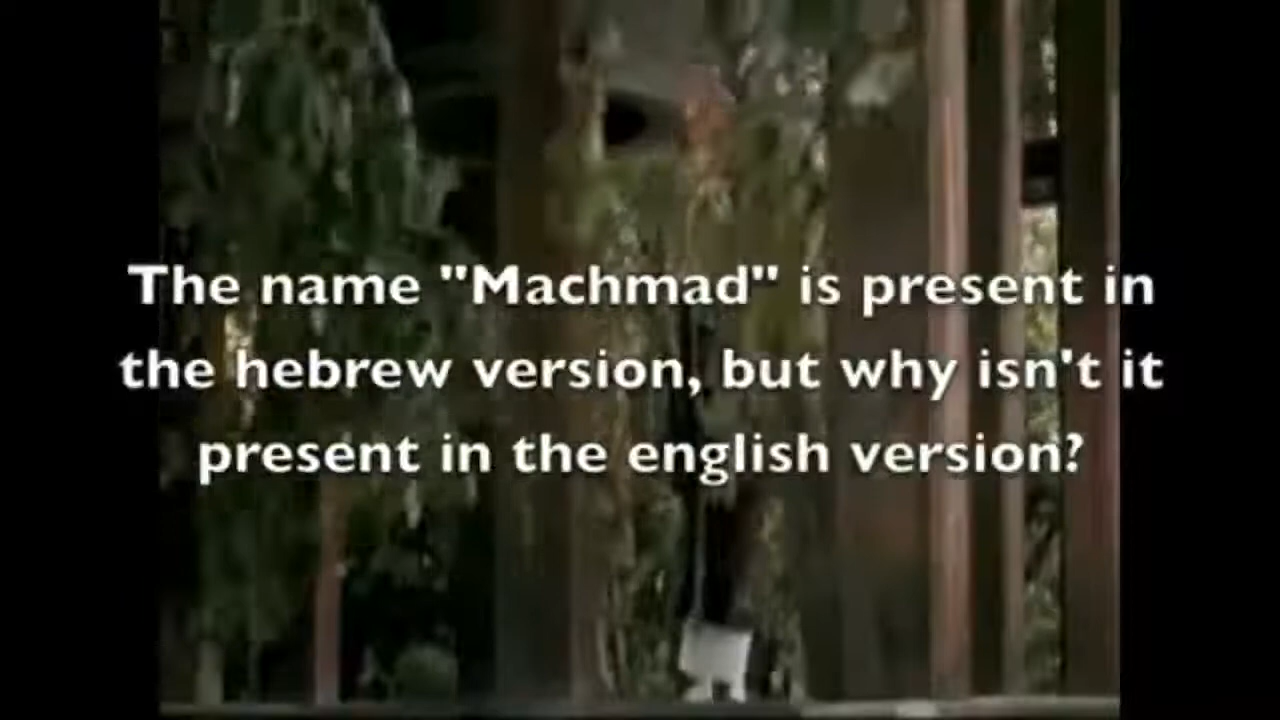 The name "Machmad" is present in
the hebrew version, but why isn't it
present in the english version?